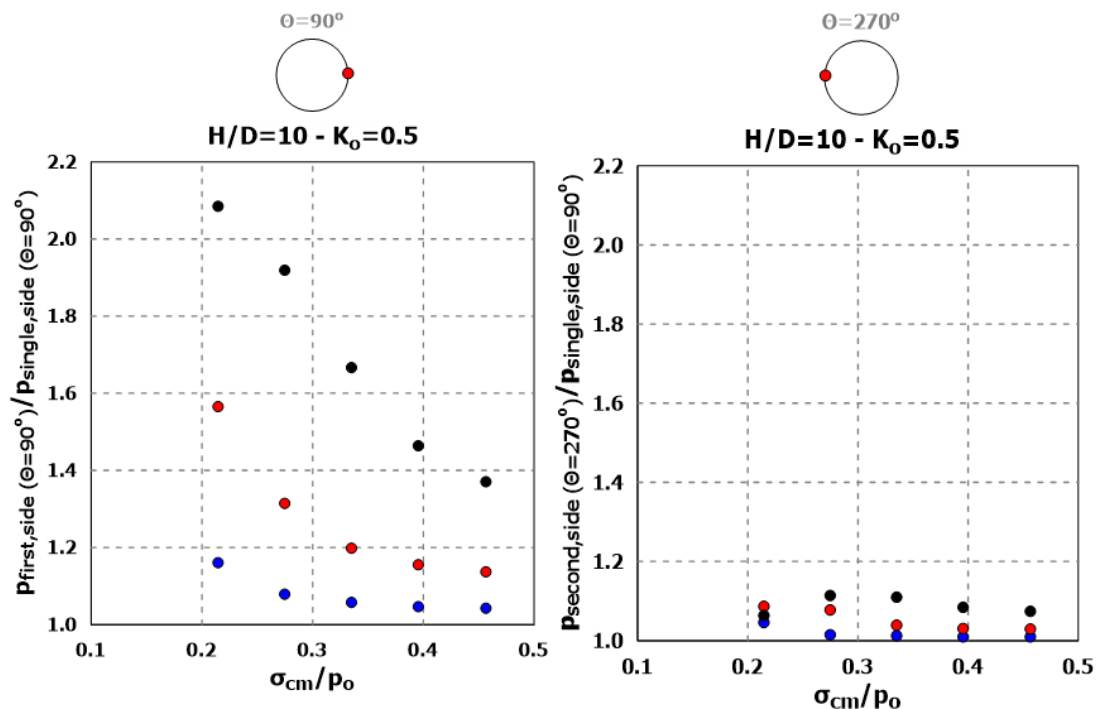 Θ=90°
H/D=10 - Ko=0.5
pfirst,side (Θ=90°)/psingle,side (Θ=90°)
2.2
2.0
1.8
1.6
1.4
1.2
1.0
0.1 0.2 0.3 0.4 0.5
σcm/po
Θ=270°
H/D=10 - Ko=0.5
psecond,side (Θ=270°)/psingle,side (Θ=90°)
2.2
2.0
1.8
1.6
1.4
1.2
1.0
0.1 0.2 0.3 0.4 0.5
σcm/po